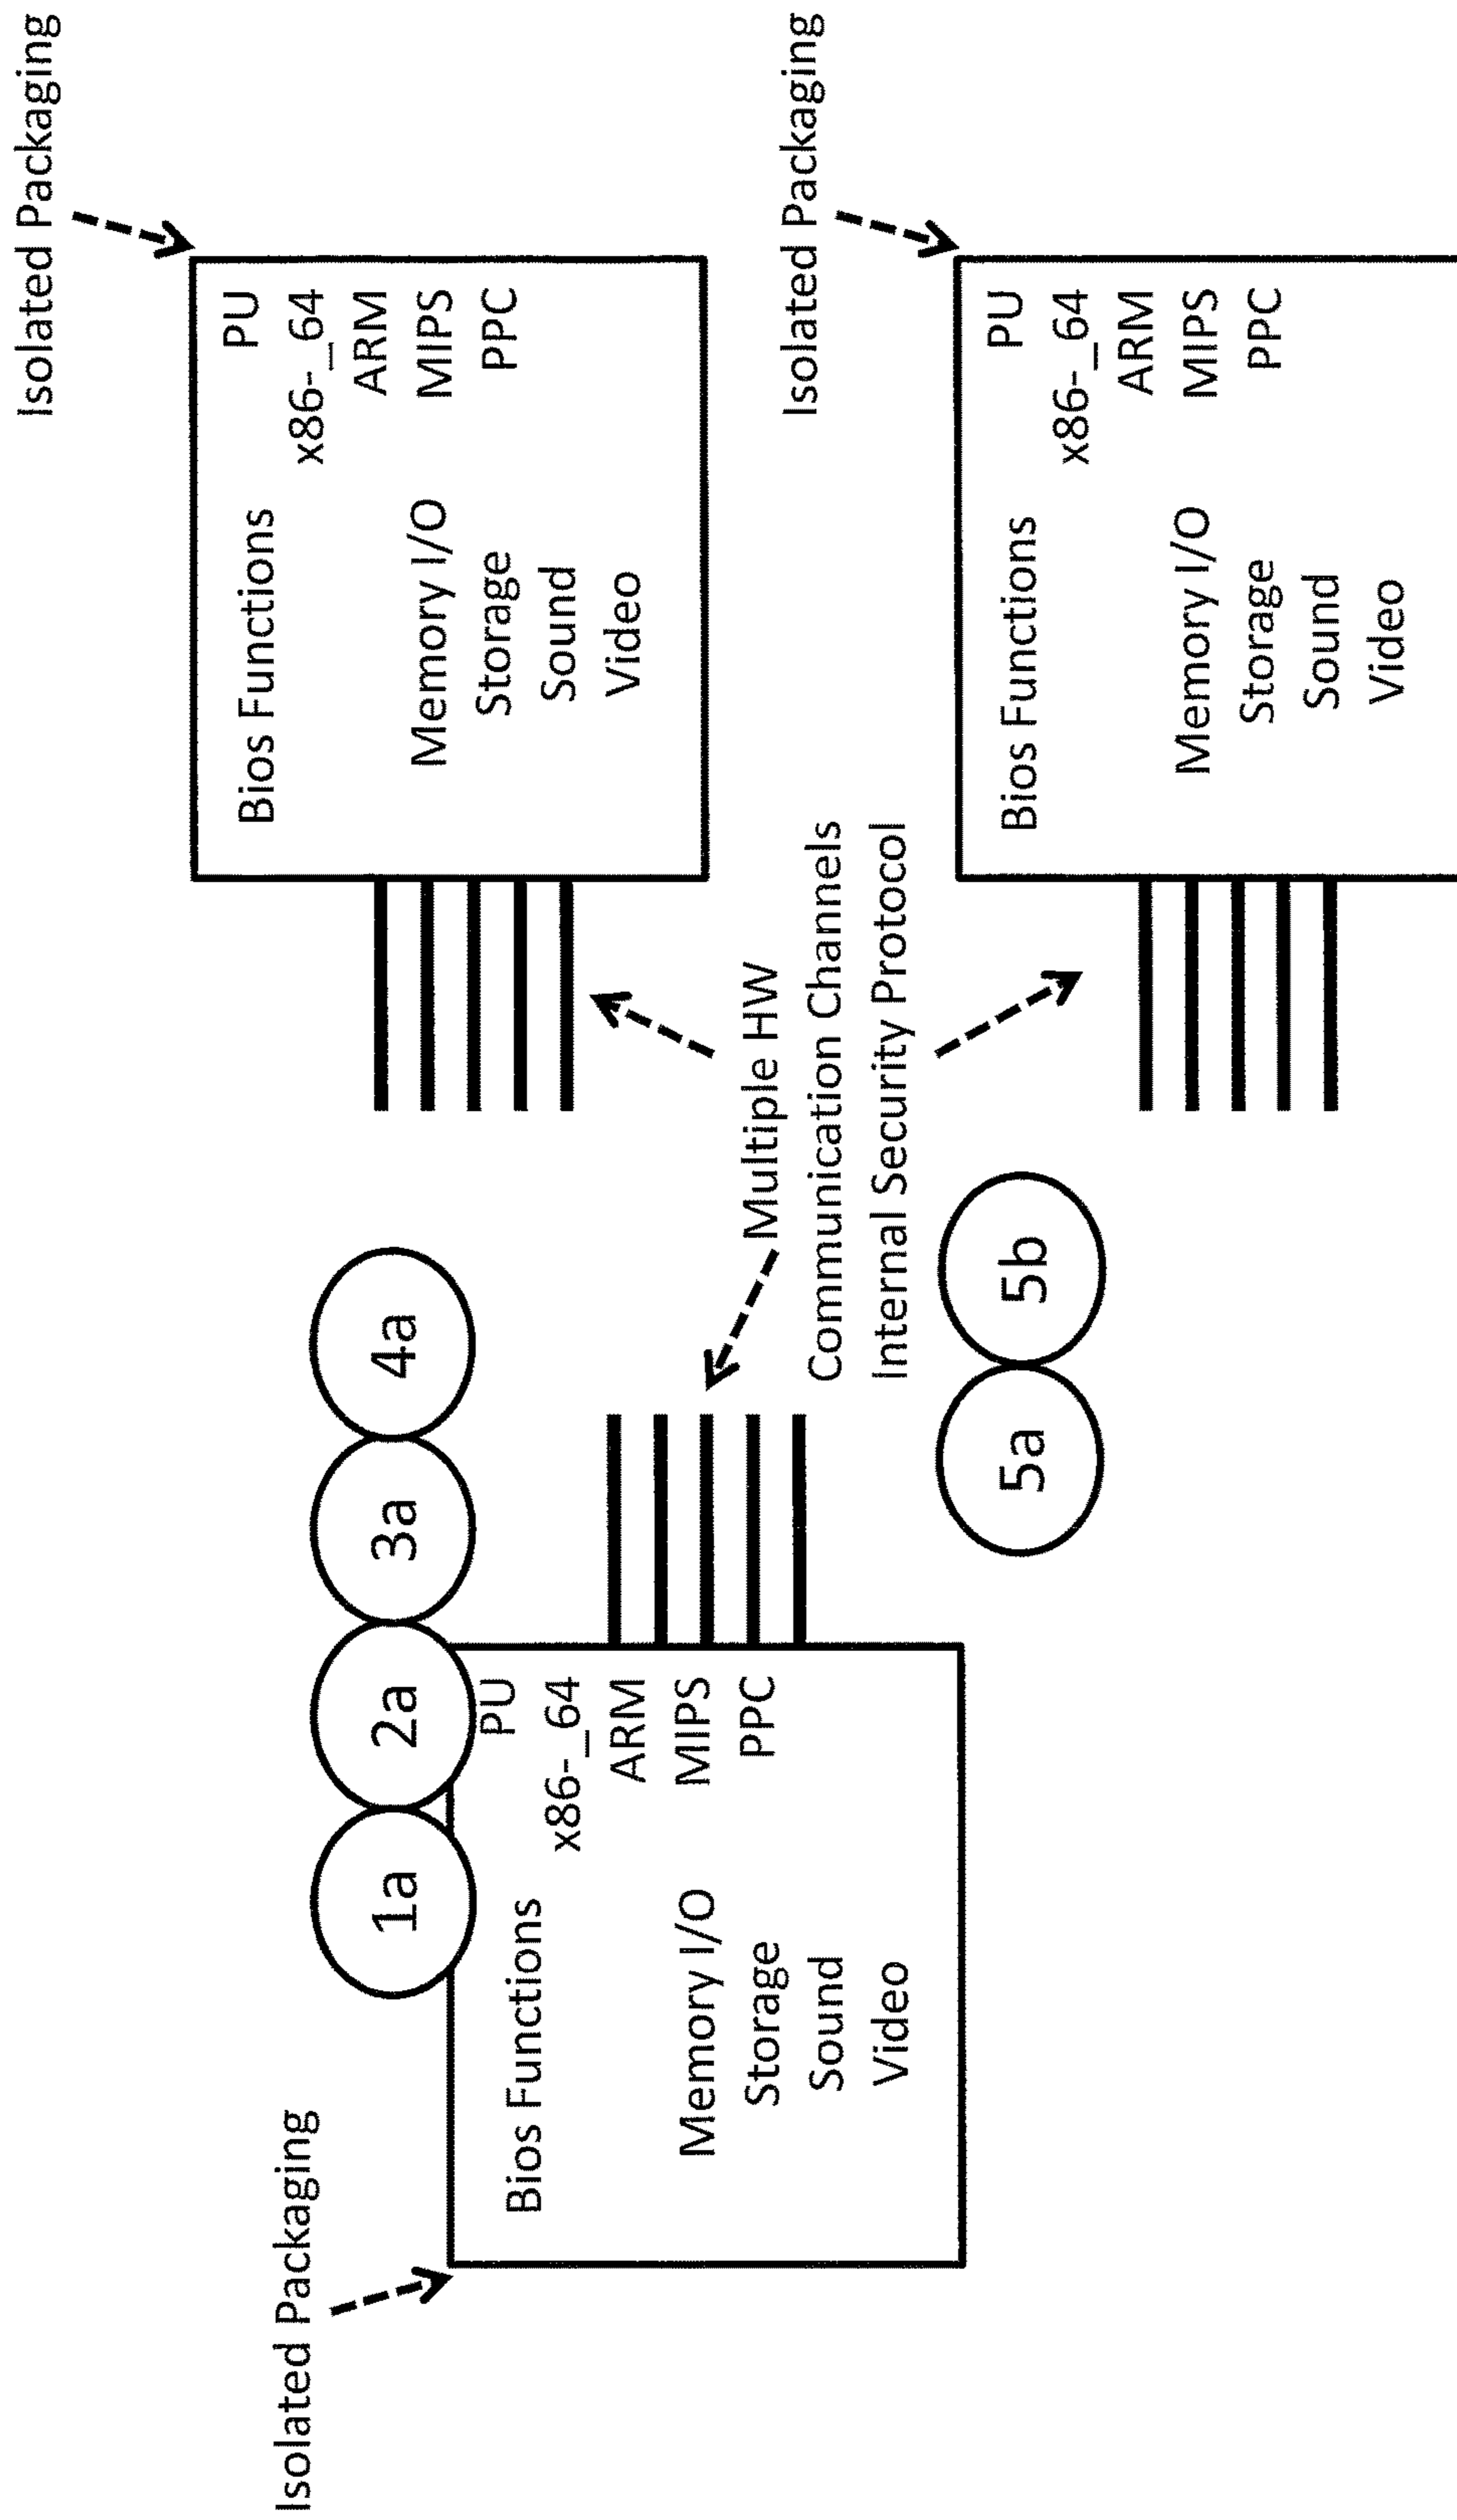 Isolated Packaging
1a
2a
3a
4a
Bios Functions
PU
x86-_64
ARM
MIPS
PPC
Memory I/O
Storage
Sound
Video
Isolated Packaging
Bios Functions
PU
x86-_64
ARM
MIPS
PPC
Memory I/O
Storage
Sound
Video
Multiple HW
Communication Channels
Internal Security Protocol
5a
5b
Isolated Packaging
Bios Functions
PU
x86-_64
ARM
MIPS
PPC
Memory I/O
Storage
Sound
Video